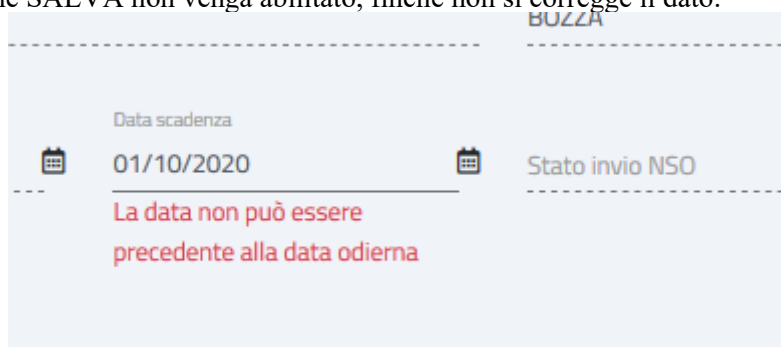 ne SALVA non venga abilitato, finché non si corregge il dato.
BOZZA
Data scadenza
01/10/2020
Stato invio NSO
La data non può essere
precedente alla data odierna